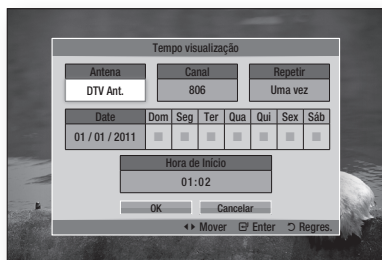 Tempo visualização
Antena Canal Repetir
DTV Ant. 806 Uma vez
Date Dom Seg Ter Qua Qui Sex Sáb
01 / 01 / 2011
Hora de Início
01:02
OK Cancelar
Mover Enter Regres.